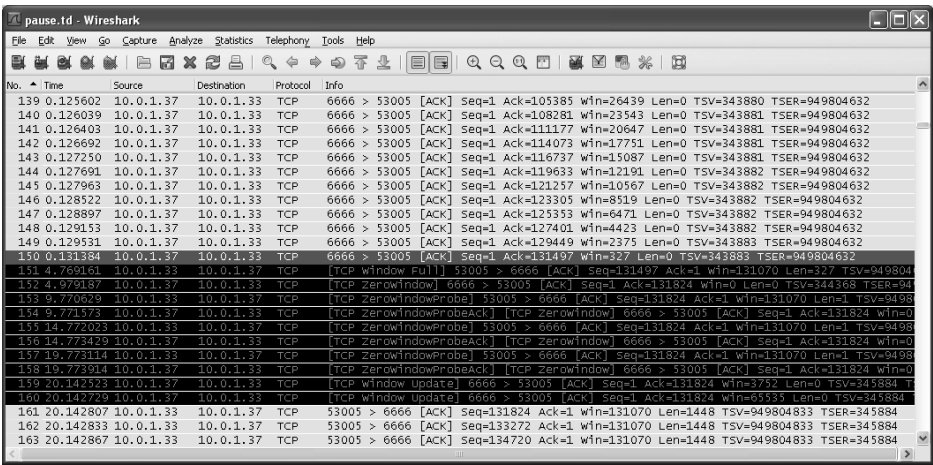 pause.td - Wireshark
File Edit View Go Capture Analyze Statistics Telephony Tools Help
No. Time Source Destination Protocol Info
139 0.125602 10.0.1.37 10.0.1.33 TCP 6666 > 53005 [ACK] Seq=1 Ack=105385 Win=26439 Len=0 TSV=343880 TSER=949804632
140 0.126039 10.0.1.37 10.0.1.33 TCP 6666 > 53005 [ACK] Seq=1 Ack=108281 Win=23543 Len=0 TSV=343881 TSER=949804632
141 0.126403 10.0.1.37 10.0.1.33 TCP 6666 > 53005 [ACK] Seq=1 Ack=111177 Win=20647 Len=0 TSV=343881 TSER=949804632
142 0.126692 10.0.1.37 10.0.1.33 TCP 6666 > 53005 [ACK] Seq=1 Ack=114073 Win=17751 Len=0 TSV=343881 TSER=949804632
143 0.127250 10.0.1.37 10.0.1.33 TCP 6666 > 53005 [ACK] Seq=1 Ack=116737 Win=15087 Len=0 TSV=343881 TSER=949804632
144 0.127691 10.0.1.37 10.0.1.33 TCP 6666 > 53005 [ACK] Seq=1 Ack=119633 Win=12191 Len=0 TSV=343882 TSER=949804632
145 0.127963 10.0.1.37 10.0.1.33 TCP 6666 > 53005 [ACK] Seq=1 Ack=121257 Win=10567 Len=0 TSV=343882 TSER=949804632
146 0.128522 10.0.1.37 10.0.1.33 TCP 6666 > 53005 [ACK] Seq=1 Ack=123305 Win=8519 Len=0 TSV=343882 TSER=949804632
147 0.128897 10.0.1.37 10.0.1.33 TCP 6666 > 53005 [ACK] Seq=1 Ack=125353 Win=6471 Len=0 TSV=343882 TSER=949804632
148 0.129153 10.0.1.37 10.0.1.33 TCP 6666 > 53005 [ACK] Seq=1 Ack=127401 Win=4423 Len=0 TSV=343882 TSER=949804632
149 0.129531 10.0.1.37 10.0.1.33 TCP 6666 > 53005 [ACK] Seq=1 Ack=129449 Win=2375 Len=0 TSV=343883 TSER=949804632
150 0.131384 10.0.1.37 10.0.1.33 TCP 6666 > 53005 [ACK] Seq=1 Ack=131497 Win=327 Len=0 TSV=343883 TSER=949804632
151 4.769161 10.0.1.33 10.0.1.37 TCP [TCP Window Full] 53005 > 6666 [ACK] Seq=131497 Ack=1 Win=131070 Len=327 TSV=949804
152 4.979187 10.0.1.37 10.0.1.33 TCP [TCP ZeroWindow] 6666 > 53005 [ACK] Seq=1 Ack=131824 Win=0 Len=0 TSV=344368 TSER=94
153 9.770629 10.0.1.33 10.0.1.37 TCP [TCP ZeroWindowProbe] 53005 > 6666 [ACK] Seq=131824 Ack=1 Win=131070 Len=1 TSV=9498
154 9.771573 10.0.1.37 10.0.1.33 TCP [TCP ZeroWindowProbeAck] [TCP ZeroWindow] 6666 > 53005 [ACK] Seq=1 Ack=131824 Win=0
155 14.772023 10.0.1.33 10.0.1.37 TCP [TCP ZeroWindowProbe] 53005 > 6666 [ACK] Seq=131824 Ack=1 Win=131070 Len=1 TSV=9498
156 14.773429 10.0.1.37 10.0.1.33 TCP [TCP ZeroWindowProbeAck] [TCP ZeroWindow] 6666 > 53005 [ACK] Seq=1 Ack=131824 Win=
157 19.773114 10.0.1.33 10.0.1.37 TCP [TCP ZeroWindowProbe] 53005 > 6666 [ACK] Seq=131824 Ack=1 Win=131070 Len=1 TSV=949
158 19.773914 10.0.1.37 10.0.1.33 TCP [TCP ZeroWindowProbeAck] [TCP ZeroWindow] 6666 > 53005 [ACK] Seq=1 Ack=131824 Win=0
159 20.142523 10.0.1.37 10.0.1.33 TCP [TCP Window Update] 6666 > 53005 [ACK] Seq=1 Ack=131824 Win=3752 Len=0 TSV=345884 T
160 20.142729 10.0.1.37 10.0.1.33 TCP [TCP Window Update] 6666 > 53005 [ACK] Seq=1 Ack=131824 Win=65535 Len=0 TSV=345884
161 20.142807 10.0.1.33 10.0.1.37 TCP 53005 > 6666 [ACK] Seq=131824 Ack=1 Win=131070 Len=1448 TSV=949804833 TSER=345884
162 20.142833 10.0.1.33 10.0.1.37 TCP 53005 > 6666 [ACK] Seq=133272 Ack=1 Win=131070 Len=1448 TSV=949804833 TSER=345884
163 20.142867 10.0.1.33 10.0.1.37 TCP 53005 > 6666 [ACK] Seq=134720 Ack=1 Win=131070 Len=1448 TSV=949804833 TSER=345884